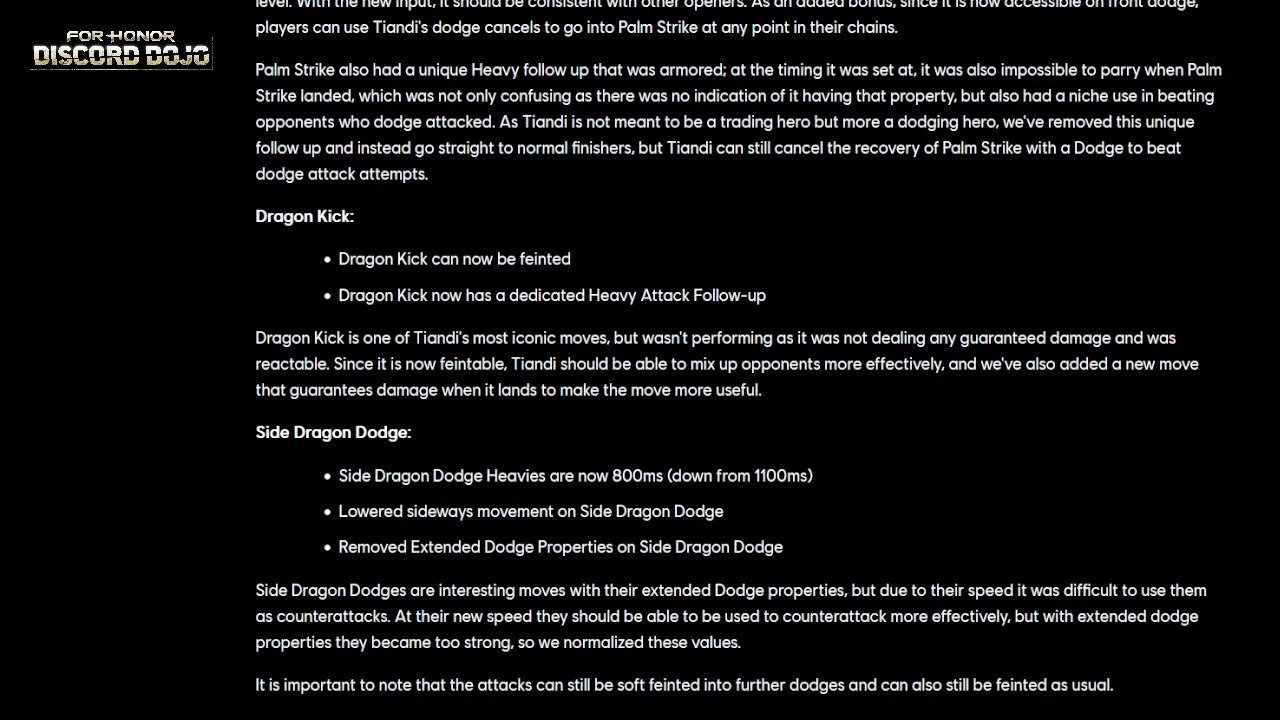 level. With the new input, it should be consistent with other openers. As an added bonus, since it is now accessible on front dodge,
FOR HONOR
DISCORD DOJO
players can use Tiandi's dodge cancels to go into Palm Strike at any point in their chains.
Palm Strike also had a unique Heavy follow up that was armored; at the timing it was set at, it was also impossible to parry when Palm
Strike landed, which was not only confusing as there was no indication of it having that property, but also had a niche use in beating
opponents who dodge attacked. As Tiandi is not meant to be a trading hero but more a dodging hero, we've removed this unique
follow up and instead go straight to normal finishers, but Tiandi can still cancel the recovery of Palm Strike with a Dodge to beat
dodge attack attempts.
Dragon Kick:
• Dragon Kick can now be feinted
• Dragon Kick now has a dedicated Heavy Attack Follow-up
Dragon Kick is one of Tiandi's most iconic moves, but wasn't performing as it was not dealing any guaranteed damage and was
reactable. Since it is now feintable, Tiandi should be able to mix up opponents more effectively, and we've also added a new move
that guarantees damage when it lands to make the move more useful.
Side Dragon Dodge:
• Side Dragon Dodge Heavies are now 800ms (down from 1100ms)
• Lowered sideways movement on Side Dragon Dodge
• Removed Extended Dodge Properties on Side Dragon Dodge
Side Dragon Dodges are interesting moves with their extended Dodge properties, but due to their speed it was difficult to use them
as counterattacks. At their new speed they should be able to be used to counterattack more effectively, but with extended dodge
properties they became too strong, so we normalized these values.
It is important to note that the attacks can still be soft feinted into further dodges and can also still be feinted as usual.